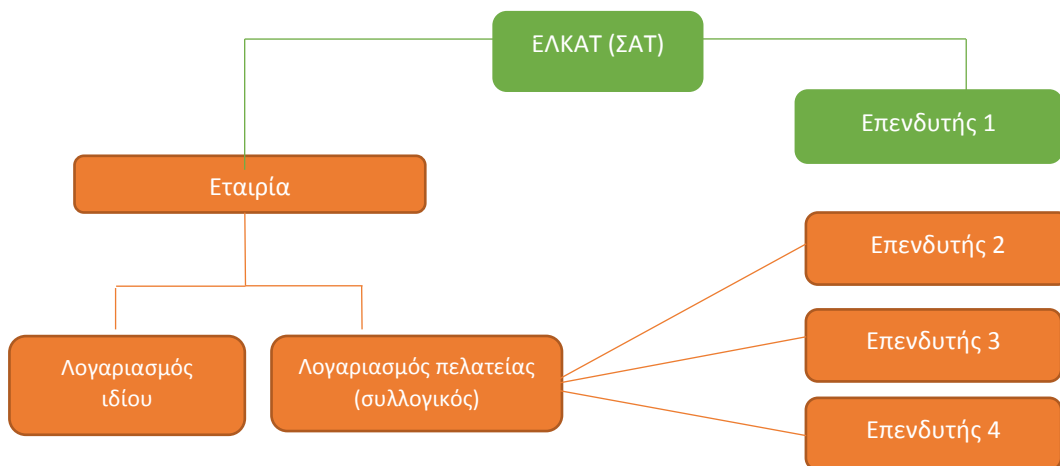 ΕΛΚΑΤ (ΣΑΤ)
Επενδυτής 1
Εταιρία
Επενδυτής 2
Επενδυτής 3
Λογαριασμός
ιδίου
Λογαριασμός πελατείας
(συλλογικός)
Επενδυτής 4